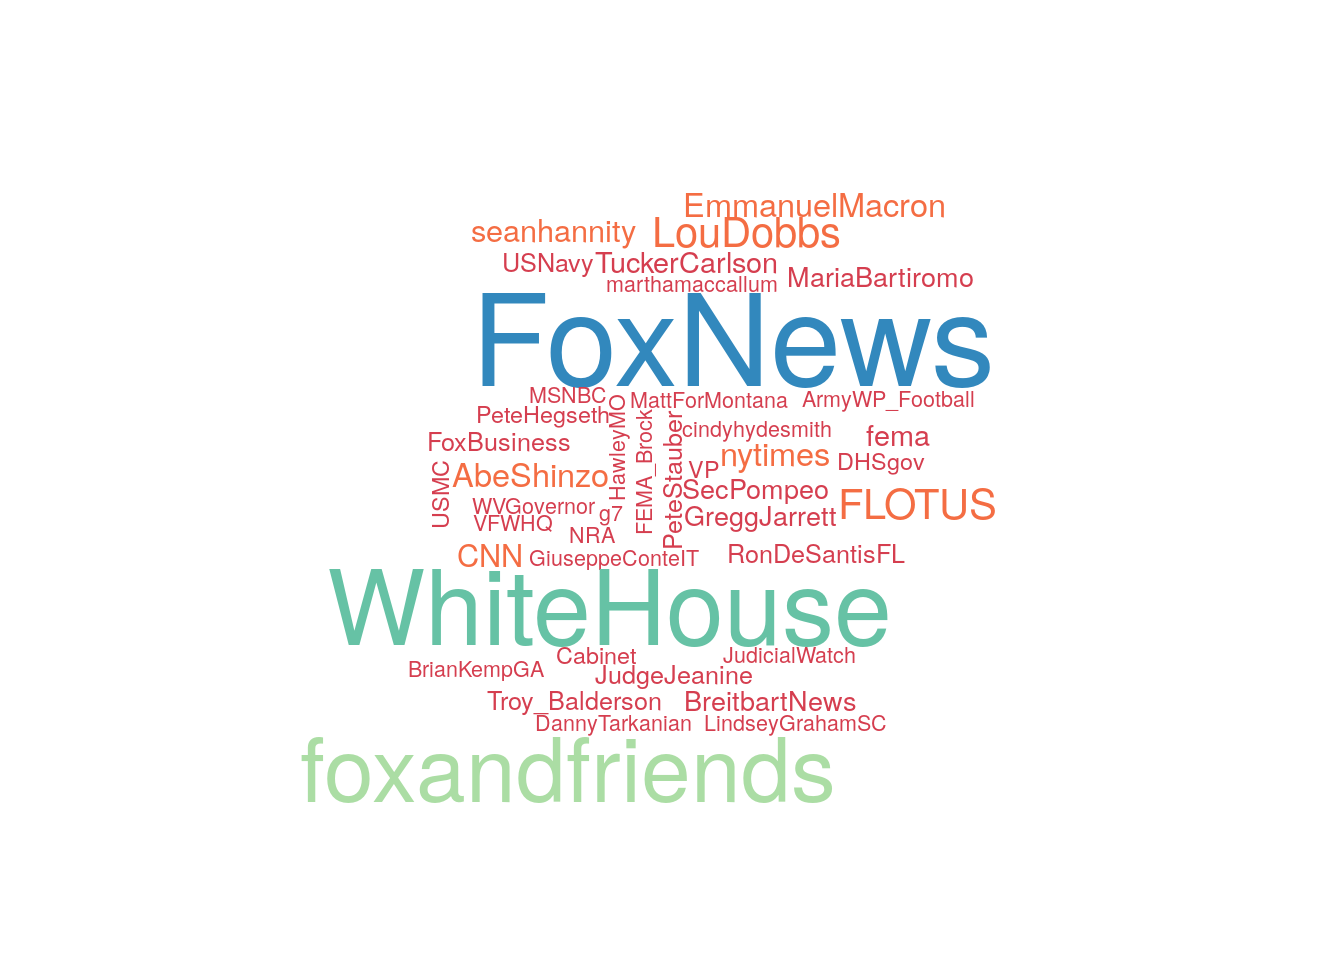 EmmanuelMacron
seanhannity LouDobbs
USNavy TuckerCarlson MariaBartiromo
marthamaccallum
FoxNews
MSNBC MattForMontana ArmyWP_Football
PeteHegseth HawleyMO FEMA_Brock PeteStauber cindyhydesmith fema
FoxBusiness VP nytimes DHSgov
USMC AbeShinzo SecPompeo FLOTUS
WVGovernor g7 GreggJarrett
VFWHQ NRA
CNN GiuseppeConteIT RonDeSantisFL
WhiteHouse
BrianKempGA Cabinet JudicialWatch
JudgeJeanine
Troy_Balderson BreitbartNews
DannyTarkanian LindseyGrahamSC
foxandfriends